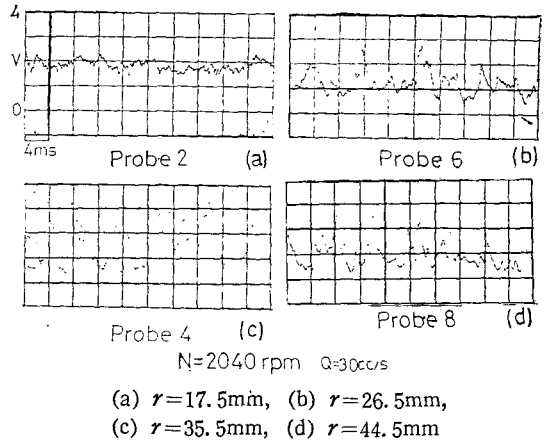 4
V
0
4ms
Probe 2 (a)
Probe 6 (b)
Probe 4 (c)
Probe 8 (d)
N=2040 rpm Q=30cc/s
(a) r=17.5mm, (b) r=26.5mm,
(c) r=35.5mm, (d) r=44.5mm